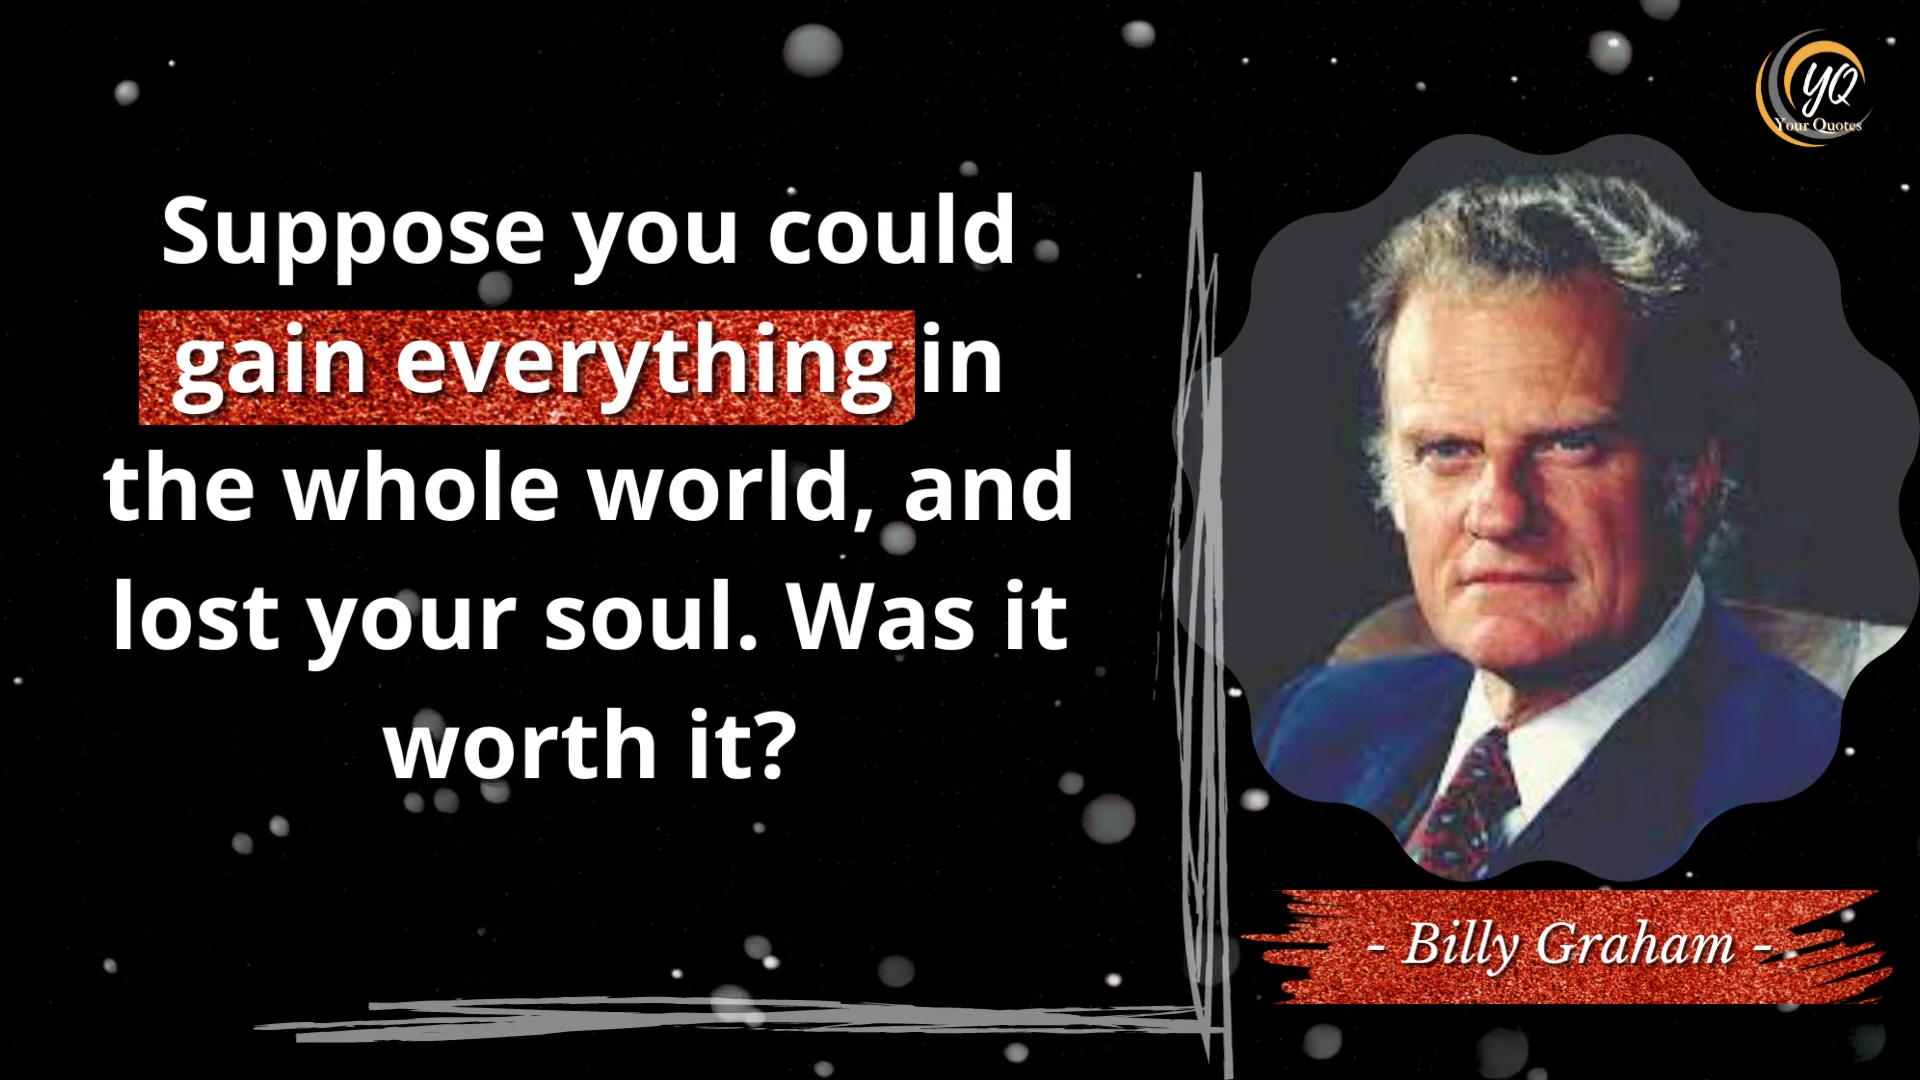 YQ
Your Quotes
Suppose you could
gain everything in
the whole world, and
lost your soul. Was it
worth it?
- Billy Graham -